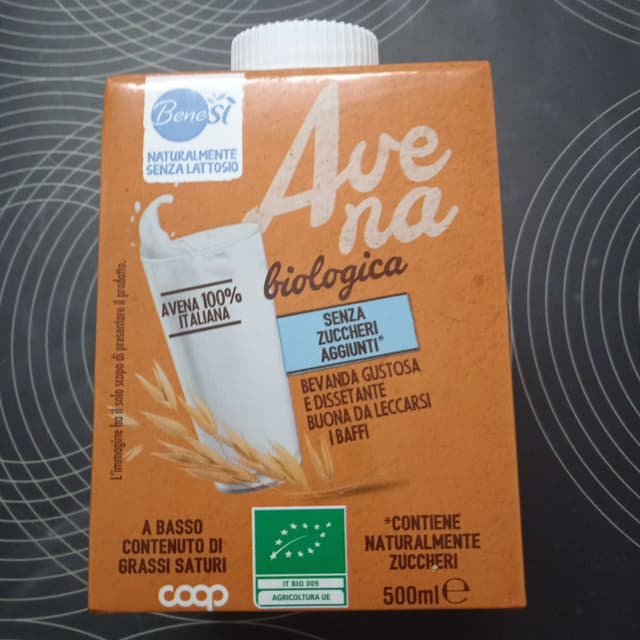 BeneSì
NATURALMENTE
SENZA LATTOSIO
Ave
na
biologica
AVENA 100%
ITALIANA
SENZA
ZUCCHERI
AGGIUNTI*
BEVANDA GUSTOSA
E DISSETANTE
BUONA DA LECCARSI
I BAFFI
L'immagine ha il solo scopo di presentare il prodotto.
A BASSO
CONTENUTO DI
GRASSI SATURI
coop
IT BIO 009
AGRICOLTURA UE
*CONTIENE
NATURALMENTE
ZUCCHERI
500ml e